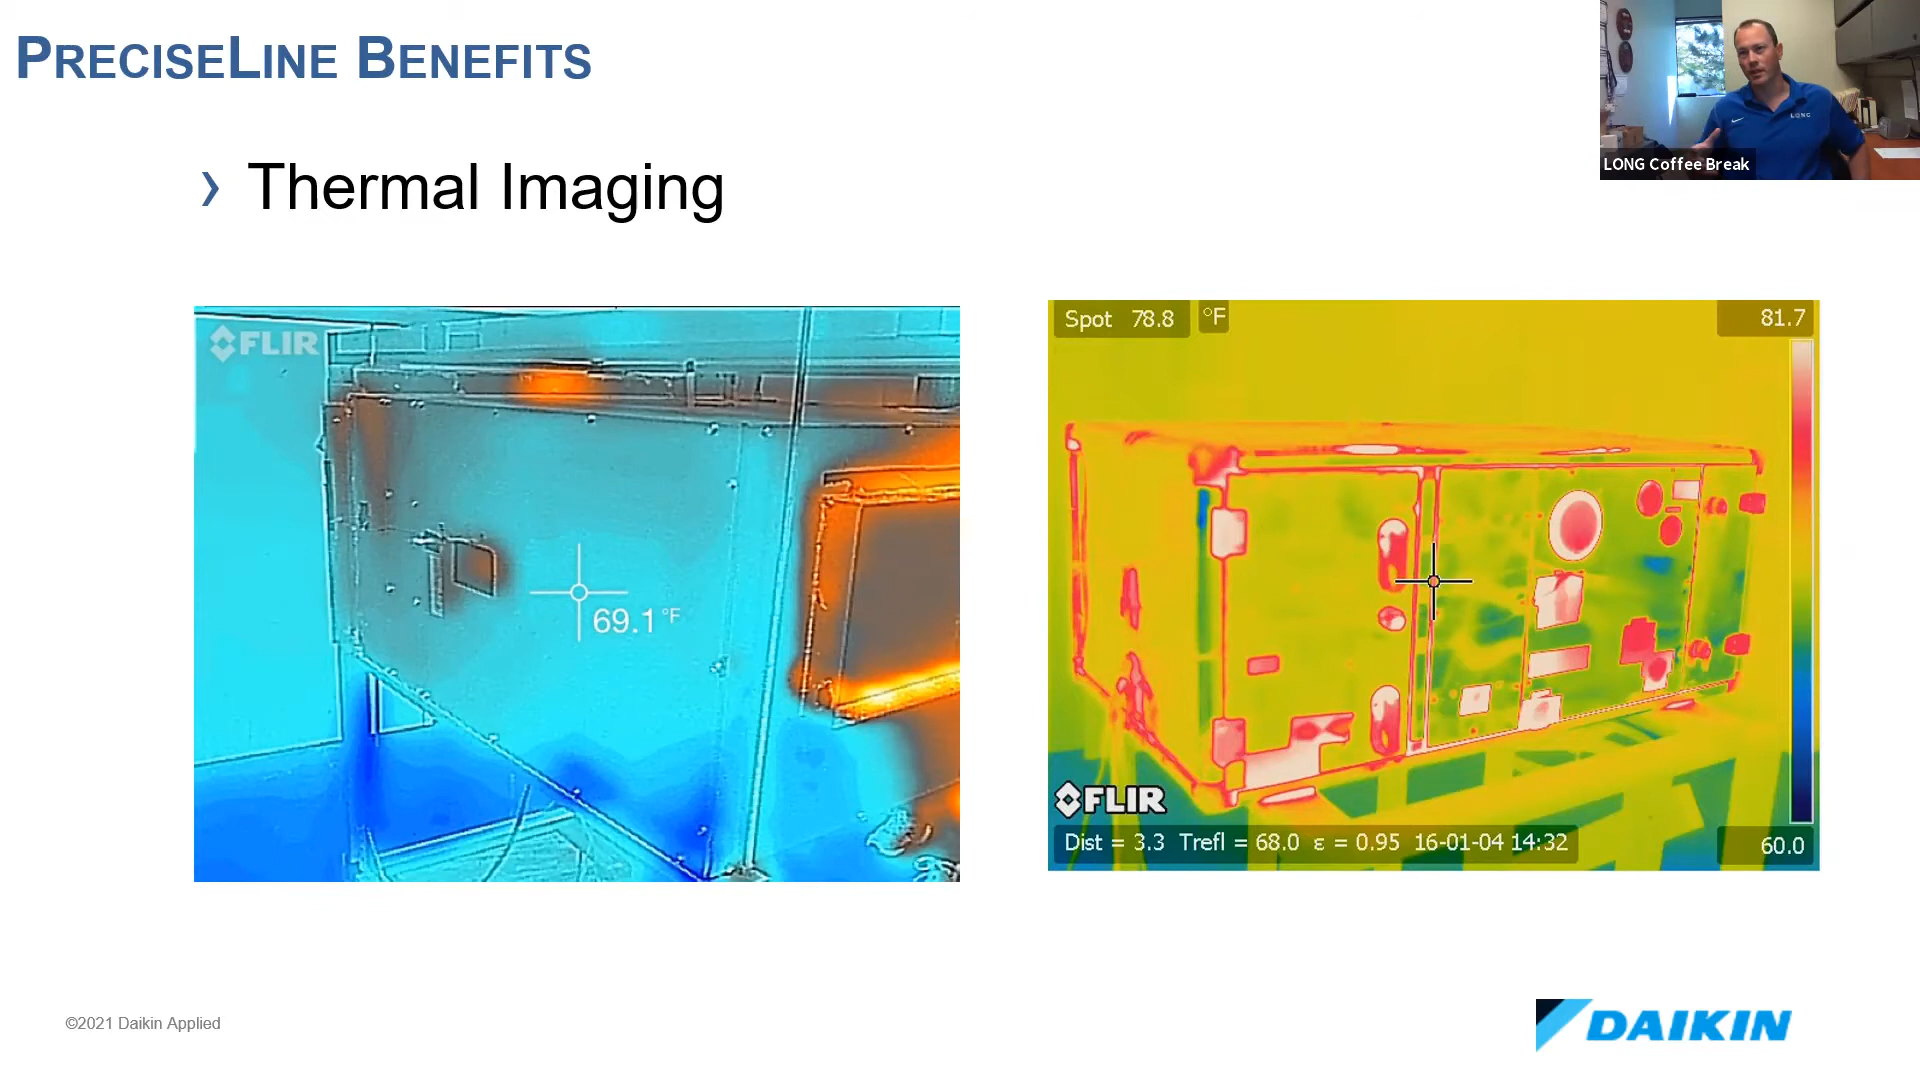 PRECISELINE BENEFITS
LONG Coffee Break
LONG
› Thermal Imaging
FLIR
69.1 °F
Spot 78.8 °F
81.7
FLIR
Dist = 3.3 Trefl = 68.0 ε = 0.95 16-01-04 14:32
60.0
©2021 Daikin Applied
DAIKIN